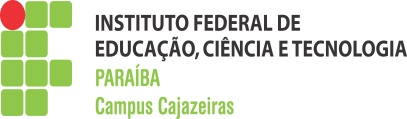 INSTITUTO FEDERAL DE
EDUCAÇÃO, CIÊNCIA E TECNOLOGIA
PARAÍBA
Campus Cajazeiras